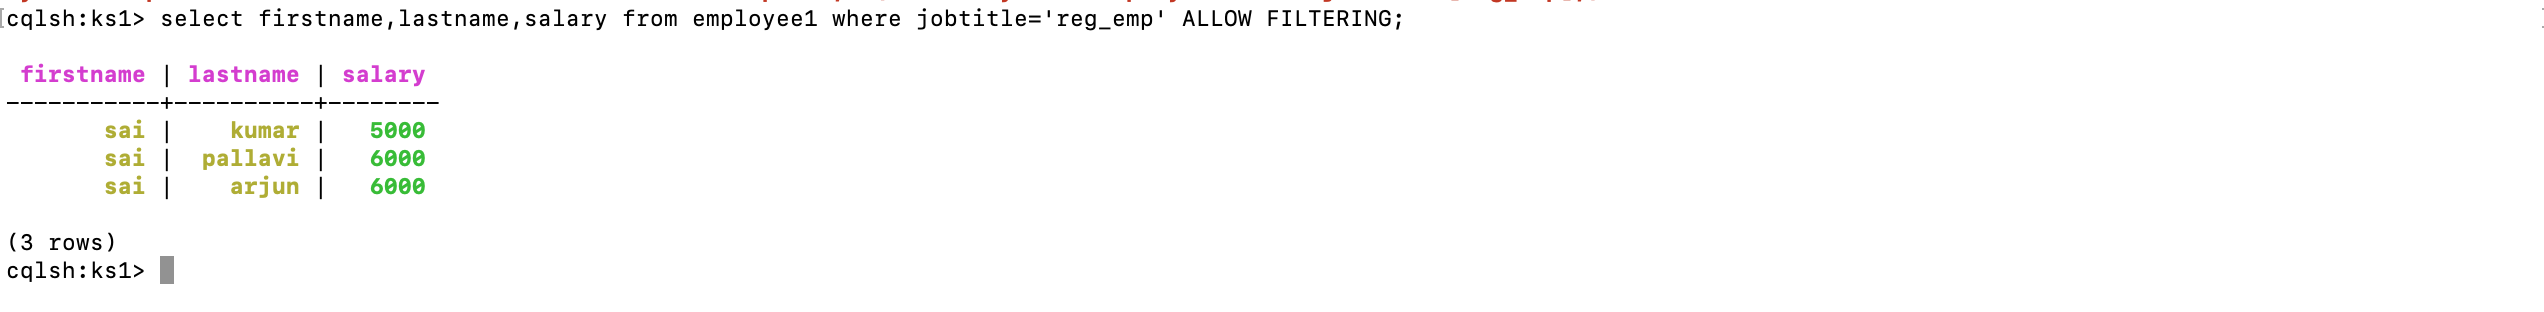 cqlsh:ks1> select firstname,lastname,salary from employee1 where jobtitle='reg_emp' ALLOW FILTERING;
firstname | lastname | salary
-----------+----------+--------
sai | kumar | 5000
sai | pallavi | 6000
sai | arjun | 6000
(3 rows)
cqlsh:ks1>